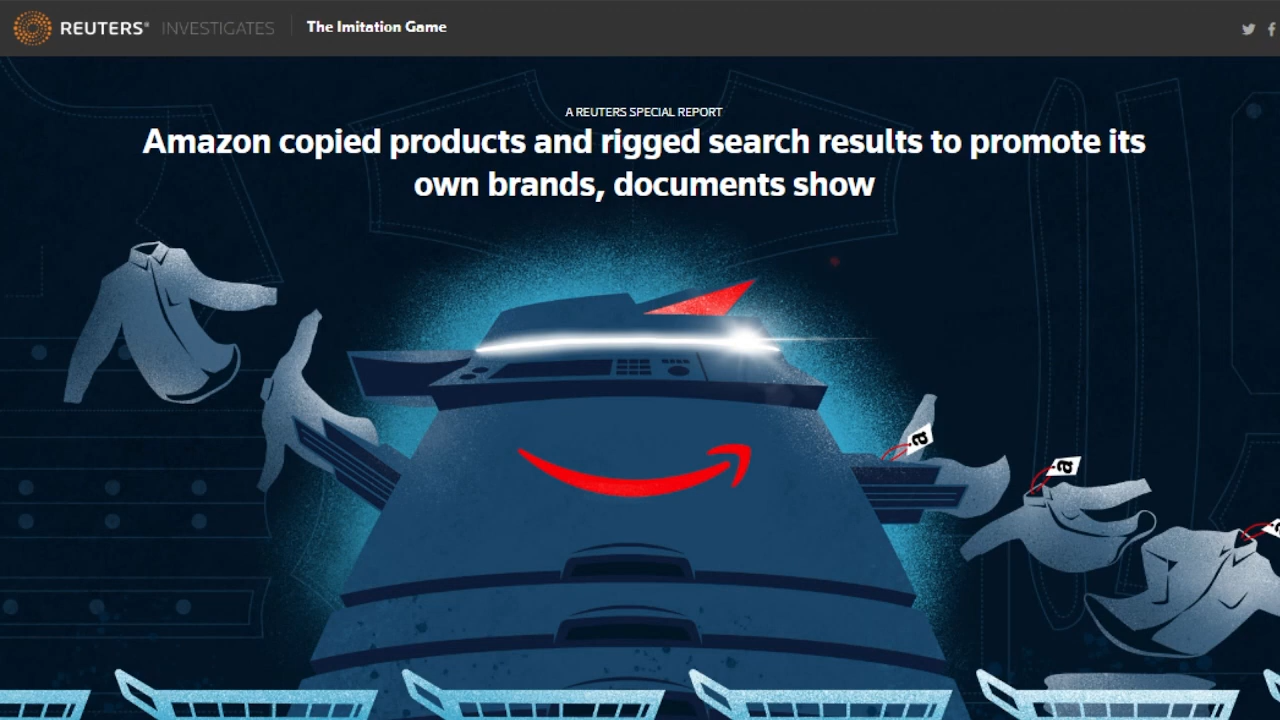 REUTERS® INVESTIGATES The Imitation Game
A REUTERS SPECIAL REPORT
Amazon copied products and rigged search results to promote its
own brands, documents show
a
a
a